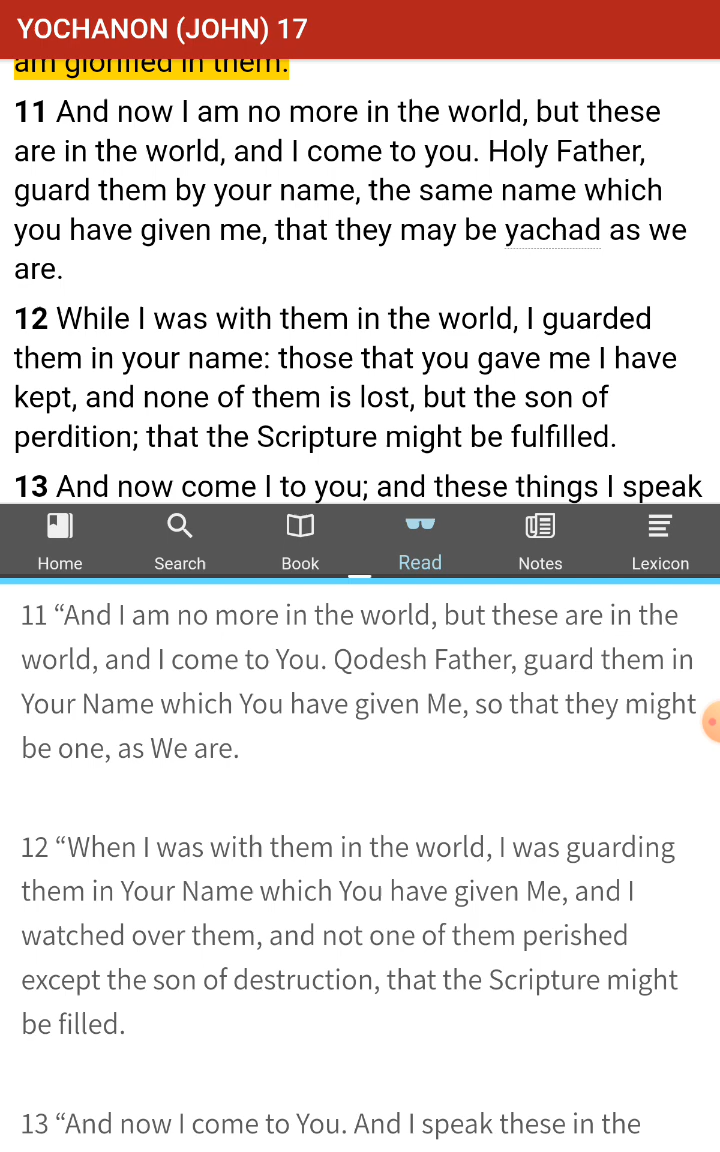 YOCHANON (JOHN) 17
am glorified in them.
11 And now I am no more in the world, but these
are in the world, and I come to you. Holy Father,
guard them by your name, the same name which
you have given me, that they may be yachad as we
are.
12 While I was with them in the world, I guarded
them in your name: those that you gave me I have
kept, and none of them is lost, but the son of
perdition; that the Scripture might be fulfilled.
13 And now come I to you; and these things I speak
Home Search Book Read Notes Lexicon
11 “And I am no more in the world, but these are in the
world, and I come to You. Qodesh Father, guard them in
Your Name which You have given Me, so that they might
be one, as We are.
12 “When I was with them in the world, I was guarding
them in Your Name which You have given Me, and I
watched over them, and not one of them perished
except the son of destruction, that the Scripture might
be filled.
13 “And now I come to You. And I speak these in the